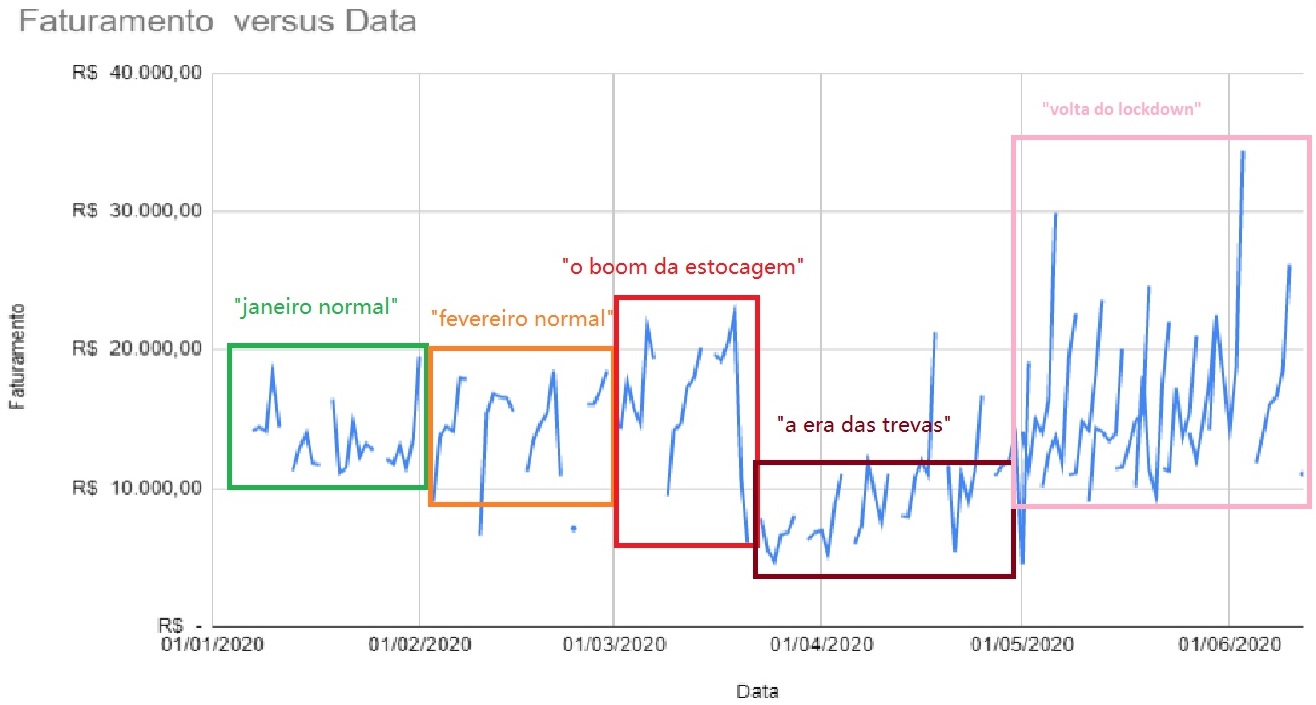 Faturamento versus Data
R$ 40.000,00
"volta do lockdown"
R$ 30.000,00
"o boom da estocagem"
"janeiro normal"
"fevereiro normal"
R$ 20.000,00
Faturamento
"a era das trevas"
R$ 10.000,00
R$ -
01/01/2020 01/02/2020 01/03/2020 01/04/2020 01/05/2020 01/06/2020
Data